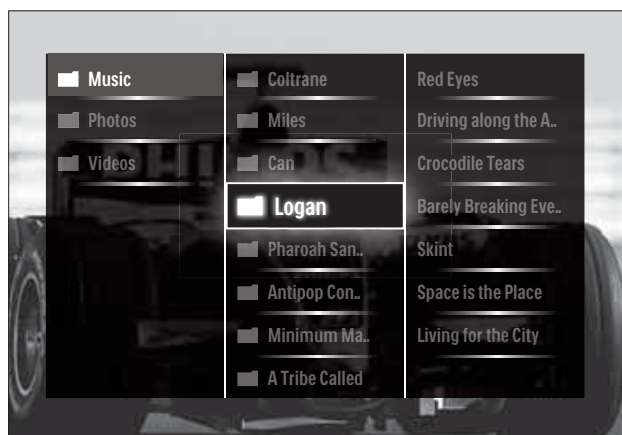 Music
Photos
Videos
Coltrane
Miles
Can
Logan
Pharoah San..
Antipop Con..
Minimum Ma..
A Tribe Called
Red Eyes
Driving along the A..
Crocodile Tears
Barely Breaking Eve..
Skint
Space is the Place
Living for the City